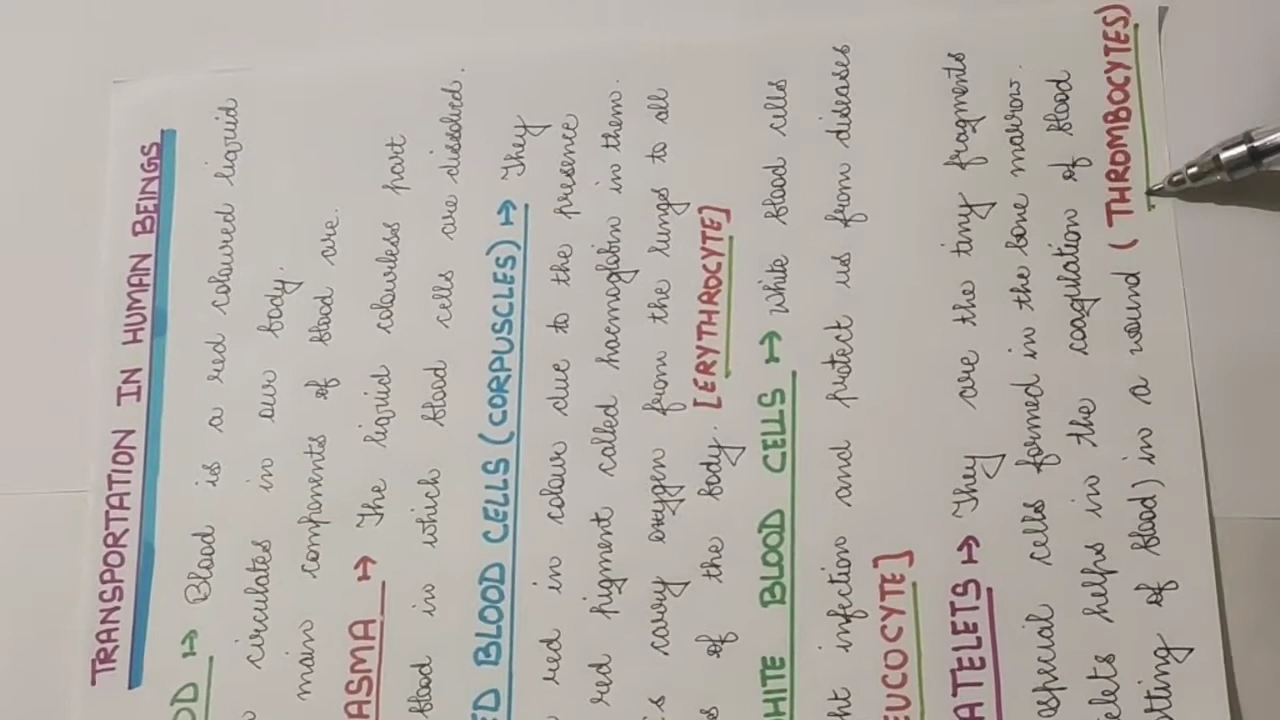 TRANSPORTATION IN HUMAN BEINGS
OD → Blood is a red coloured liquid
circulates in our body.
main components of blood are.
ASMA → The liquid colourless part
blood in which blood cells are dissolved.
ED BLOOD CELLS (CORPUSCLES) → They
red in colour due to the presence
red pigment called haemoglobin in them.
is carry oxygen from the lungs to all
s of the body. [ERYTHROCYTE]
HITE BLOOD CELLS → White blood cells
ht infection and protect us from diseases
EUCOCYTE]
ATELETS → They are the tiny fragments
especial cells formed in the bone marrow.
elets helps in the coagulation of blood
tting of blood) in a wound (THROMBOCYTES)